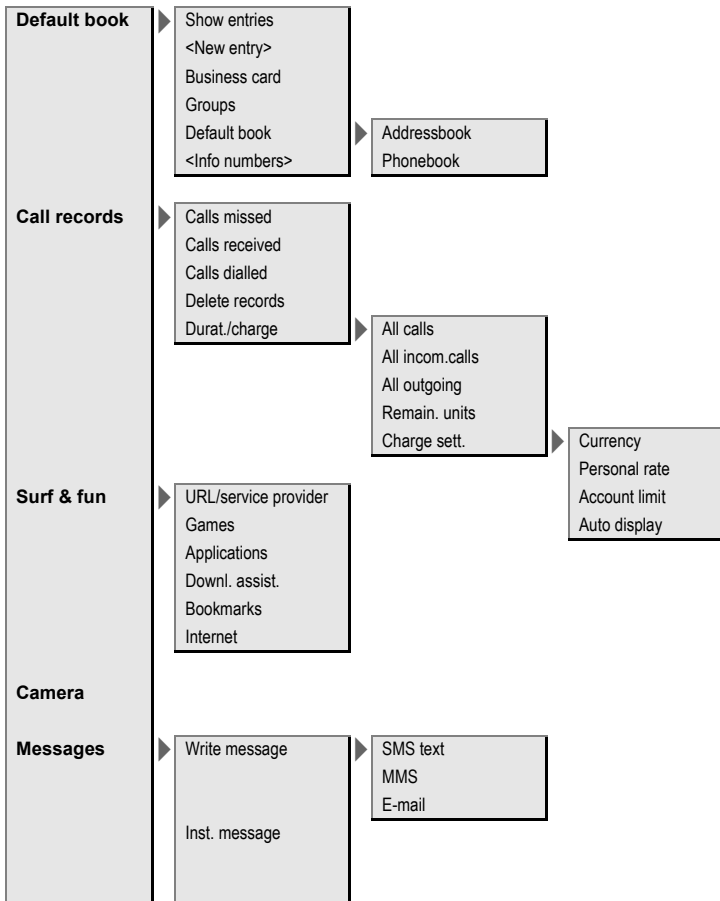 Default book
Show entries
<New entry>
Business card
Groups
Default book
Addressbook
<Info numbers>
Phonebook
Call records
Calls missed
Calls received
Calls dialled
Delete records
Durat./charge
All calls
All incom.calls
All outgoing
Remain. units
Charge sett.
Currency
Personal rate
Account limit
Auto display
Surf & fun
URL/service provider
Games
Applications
Downl. assist.
Bookmarks
Internet
Camera
Messages
Write message
SMS text
MMS
E-mail
Inst. message